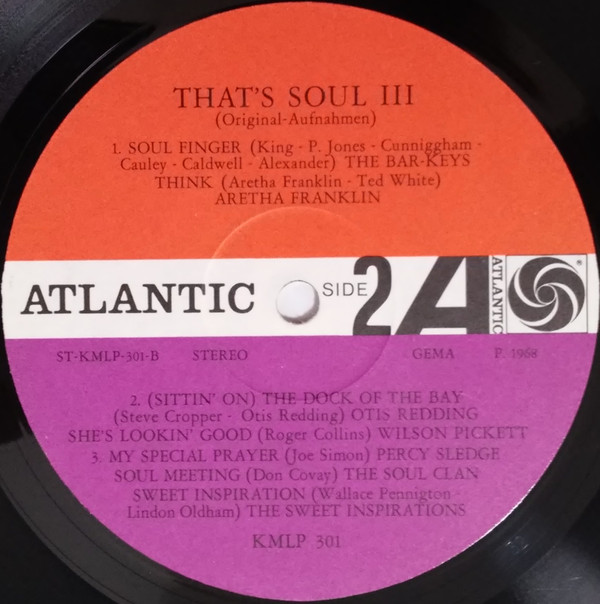 THAT'S SOUL III
(Original-Aufnahmen)
1. SOUL FINGER (King - P. Jones - Cunniggham -
Cauley - Caldwell - Alexander) THE BAR-KEYS
THINK (Aretha Franklin - Ted White)
ARETHA FRANKLIN
ATLANTIC
SIDE 2
A
ATLANTIC
®
ST-KMLP-301-B STEREO GEMA P. 1968
2. (SITTIN' ON) THE DOCK OF THE BAY
(Steve Cropper - Otis Redding) OTIS REDDING
SHE'S LOOKIN' GOOD (Roger Collins) WILSON PICKETT
3. MY SPECIAL PRAYER (Joe Simon) PERCY SLEDGE
SOUL MEETING (Don Covay) THE SOUL CLAN
SWEET INSPIRATION (Wallace Pennigton -
Lindon Oldham) THE SWEET INSPIRATIONS
KMLP 301